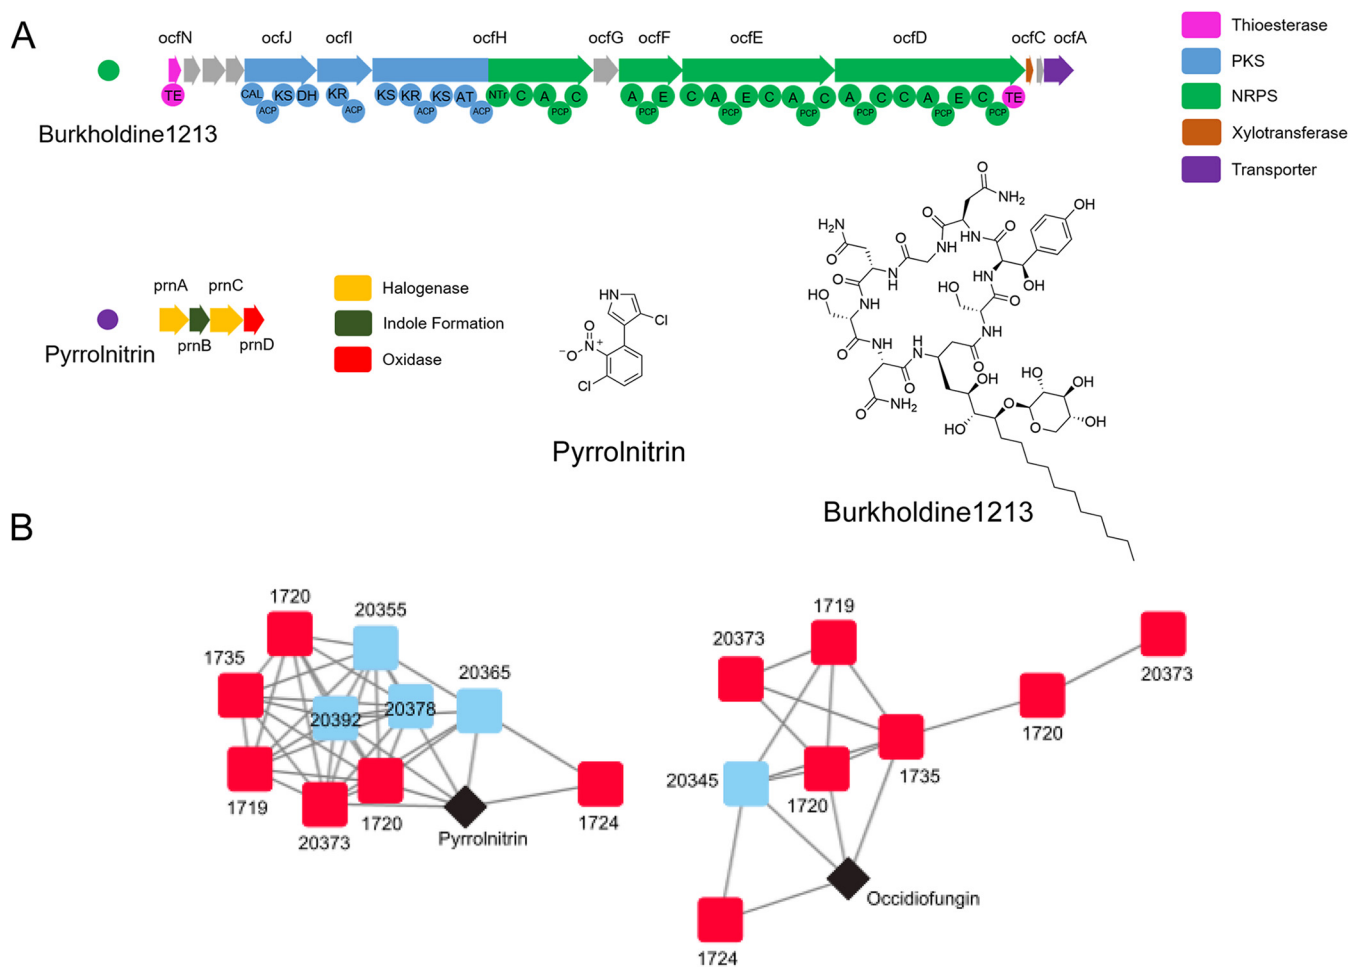 A
ocfN ocfJ ocfI ocfH ocfG ocfF ocfE ocfD ocfC ocfA
TE CAL ACP KS DH KR ACP KS KR ACP KS AT ACP NTr C A PCP C A PCP E C A PCP E C A PCP C A PCP C C A PCP E C PCP TE
Burkholdine1213
Thioesterase
PKS
NRPS
Xylotransferase
Transporter
prnA prnC
prnB prnD
Pyrrolnitrin
Halogenase
Indole Formation
Oxidase
HN
Cl
O
N+
−O
Cl
Pyrrolnitrin
O
NH2
H2N
O
O
HN
O
OH
O
NH
O
N
H
OH
NH
O
HO
O
NH
HO
O
NH
O
NH
O
NH
H
N
O
O
NH2
O
OH
HO
O
HO
OH
O
OH
Burkholdine1213
B
1720
20355
1735
20365
20392
20378
1719
20373
1720
Pyrrolnitrin
1724
1719
20373
20373
1720
1735
20345
1720
Occidiofungin
1724